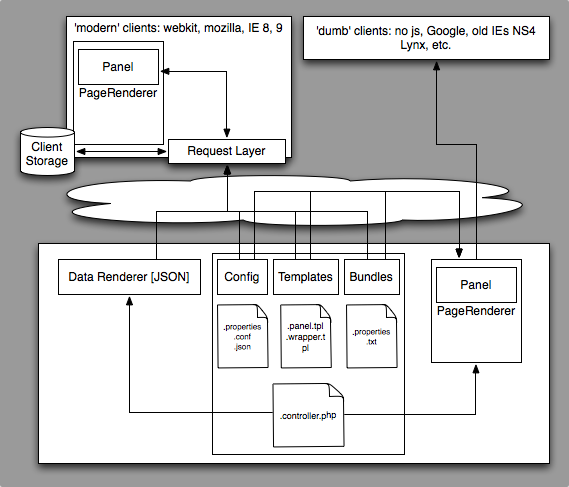 'modern' clients: webkit, mozilla, IE 8, 9
Panel
PageRenderer
Client
Storage
Request Layer
'dumb' clients: no js, Google, old IEs NS4
Lynx, etc.
Data Renderer [JSON]
Config
Templates
Bundles
Panel
PageRenderer
.properties
.conf
.json
.panel.tpl
.wrapper.t
pl
.properties
.txt
.controller.php